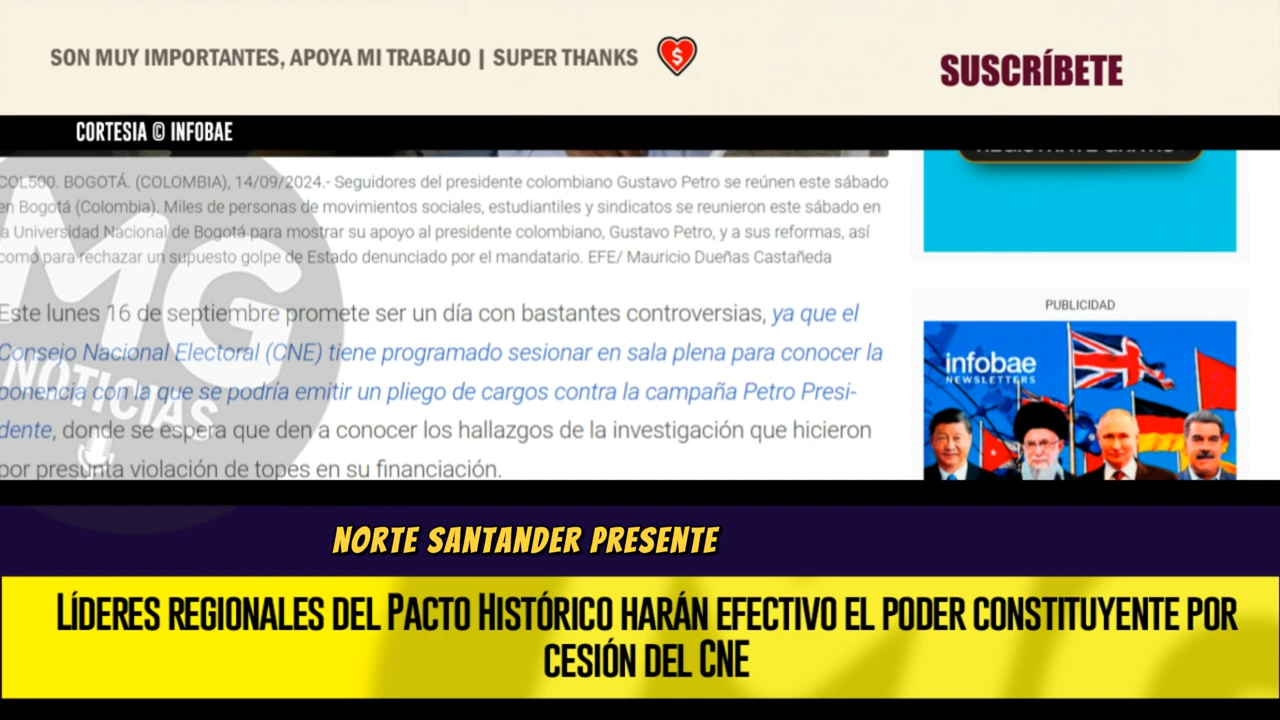 SON MUY IMPORTANTES, APOYA MI TRABAJO | SUPER THANKS
SUSCRÍBETE
CORTESIA © INFOBAE
COL500. BOGOTÁ. (COLOMBIA), 14/09/2024.- Seguidores del presidente colombiano Gustavo Petro se reúnen este sábado
en Bogotá (Colombia). Miles de personas de movimientos sociales, estudiantiles y sindicatos se reunieron este sábado en
la Universidad Nacional de Bogotá para mostrar su apoyo al presidente colombiano, Gustavo Petro, y a sus reformas, así
como para rechazar un supuesto golpe de Estado denunciado por el mandatario. EFE/ Mauricio Dueñas Castañeda
Este lunes 16 de septiembre promete ser un día con bastantes controversias, ya que el
Consejo Nacional Electoral (CNE) tiene programado sesionar en sala plena para conocer la
ponencia con la que se podría emitir un pliego de cargos contra la campaña Petro Presi-
dente, donde se espera que den a conocer los hallazgos de la investigación que hicieron
por presunta violación de topes en su financiación.
MG
NOTICIAS
PUBLICIDAD
infobae
NEWSLETTERS
NORTE SANTANDER PRESENTE
LÍDERES REGIONALES DEL PACTO HISTÓRICO HARÁN EFECTIVO EL PODER CONSTITUYENTE POR
CESIÓN DEL CNE